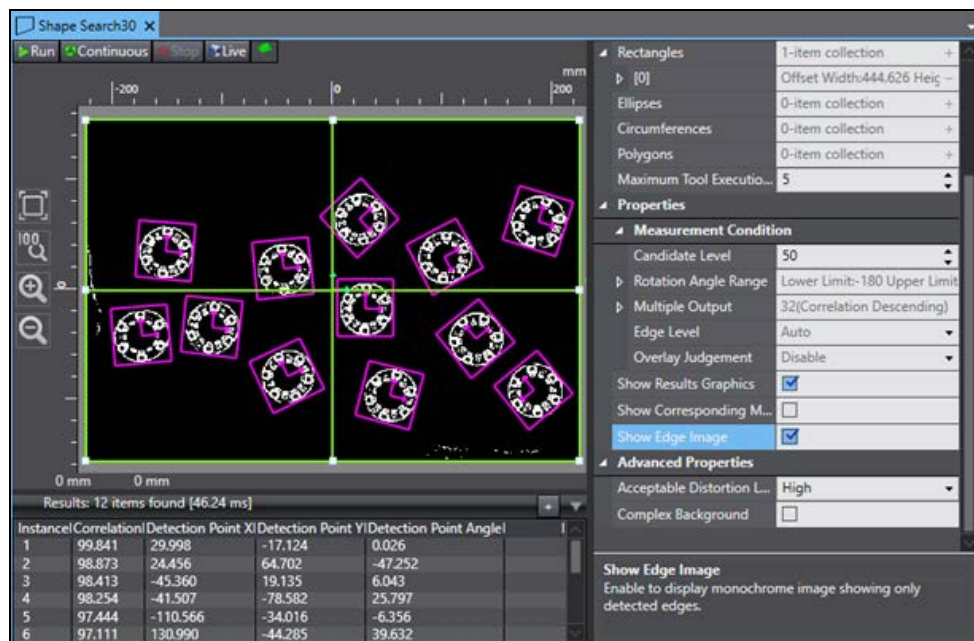 Shape Search30
Run Continuous Stop Live
mm
-200 0 200
100
0
0 mm 0 mm
Results: 12 items found [46.24 ms]
Instance Correlation Detection Point X Detection Point Y Detection Point Angle
1 99.841 29.998 -17.124 0.026
2 98.873 24.456 64.702 -47.252
3 98.413 -45.360 19.135 6.043
4 98.254 -41.507 -78.582 25.797
5 97.444 -110.566 -34.016 -6.356
6 97.111 130.990 -44.285 39.632
Rectangles 1-item collection +
[0] Offset Width:444.626 Heig −
Ellipses 0-item collection +
Circumferences 0-item collection +
Polygons 0-item collection +
Maximum Tool Executio... 5
Properties
Measurement Condition
Candidate Level 50
Rotation Angle Range Lower Limit:-180 Upper Limit
Multiple Output 32(Correlation Descending)
Edge Level Auto
Overlay Judgement Disable
Show Results Graphics
Show Corresponding M...
Show Edge Image
Advanced Properties
Acceptable Distortion L... High
Complex Background
Show Edge Image
Enable to display monochrome image showing only
detected edges.